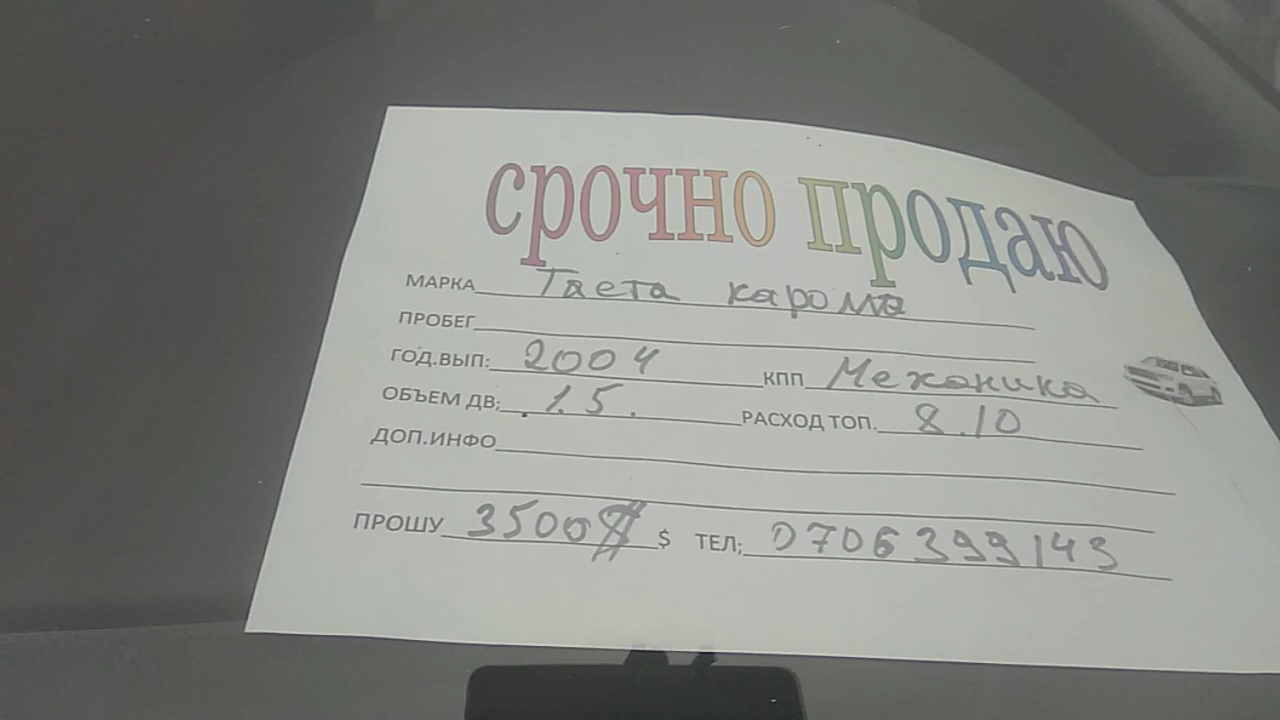 срочно продаю
МАРКА Таета карома
ПРОБЕГ
ГОД.ВЫП: 2004 КПП Механика
ОБЪЕМ ДВ; .1.5. РАСХОД ТОП. 8.10
ДОП.ИНФО
ПРОШУ 3500$ $ ТЕЛ; 0706399143